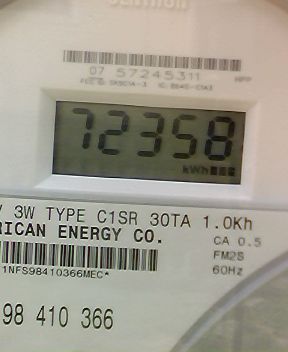 07 57245311
72358
kWh
V 3W TYPE C1SR 30TA 1.0Kh
RICAN ENERGY CO.
CA 0.5
FM2S
60Hz
1NFS98410366MEC*
98 410 366